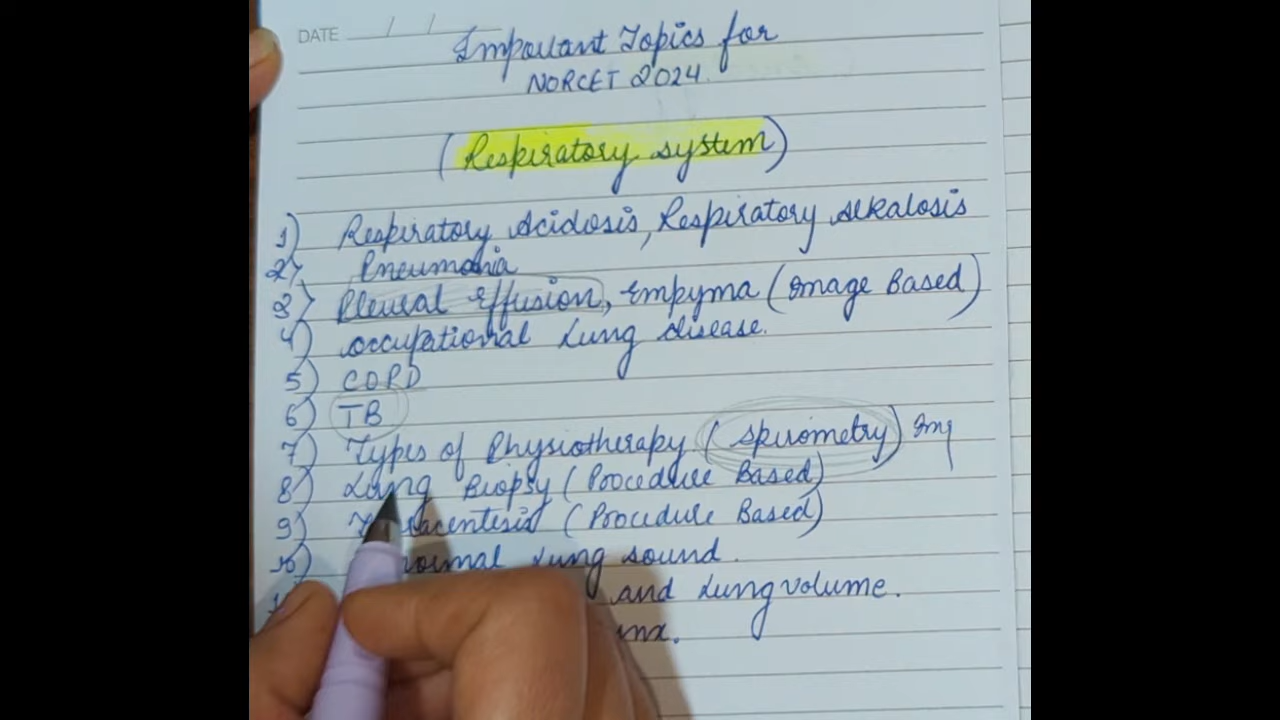 DATE / /
Important Topics for
NORCET 2024.
(Respiratory system)
1) Respiratory Acidosis, Respiratory Alkalosis
2) Pneumonia
3) Pleural effusion, Empyma (Image Based)
4) occupational Lung disease.
5) COPD
6) TB
7) Types of Physiotherapy (spirometry) Imq
8) Lung Biopsy (Procedure Based)
9) (Procedure Based)
10) Lung sound.
and Lung volume.